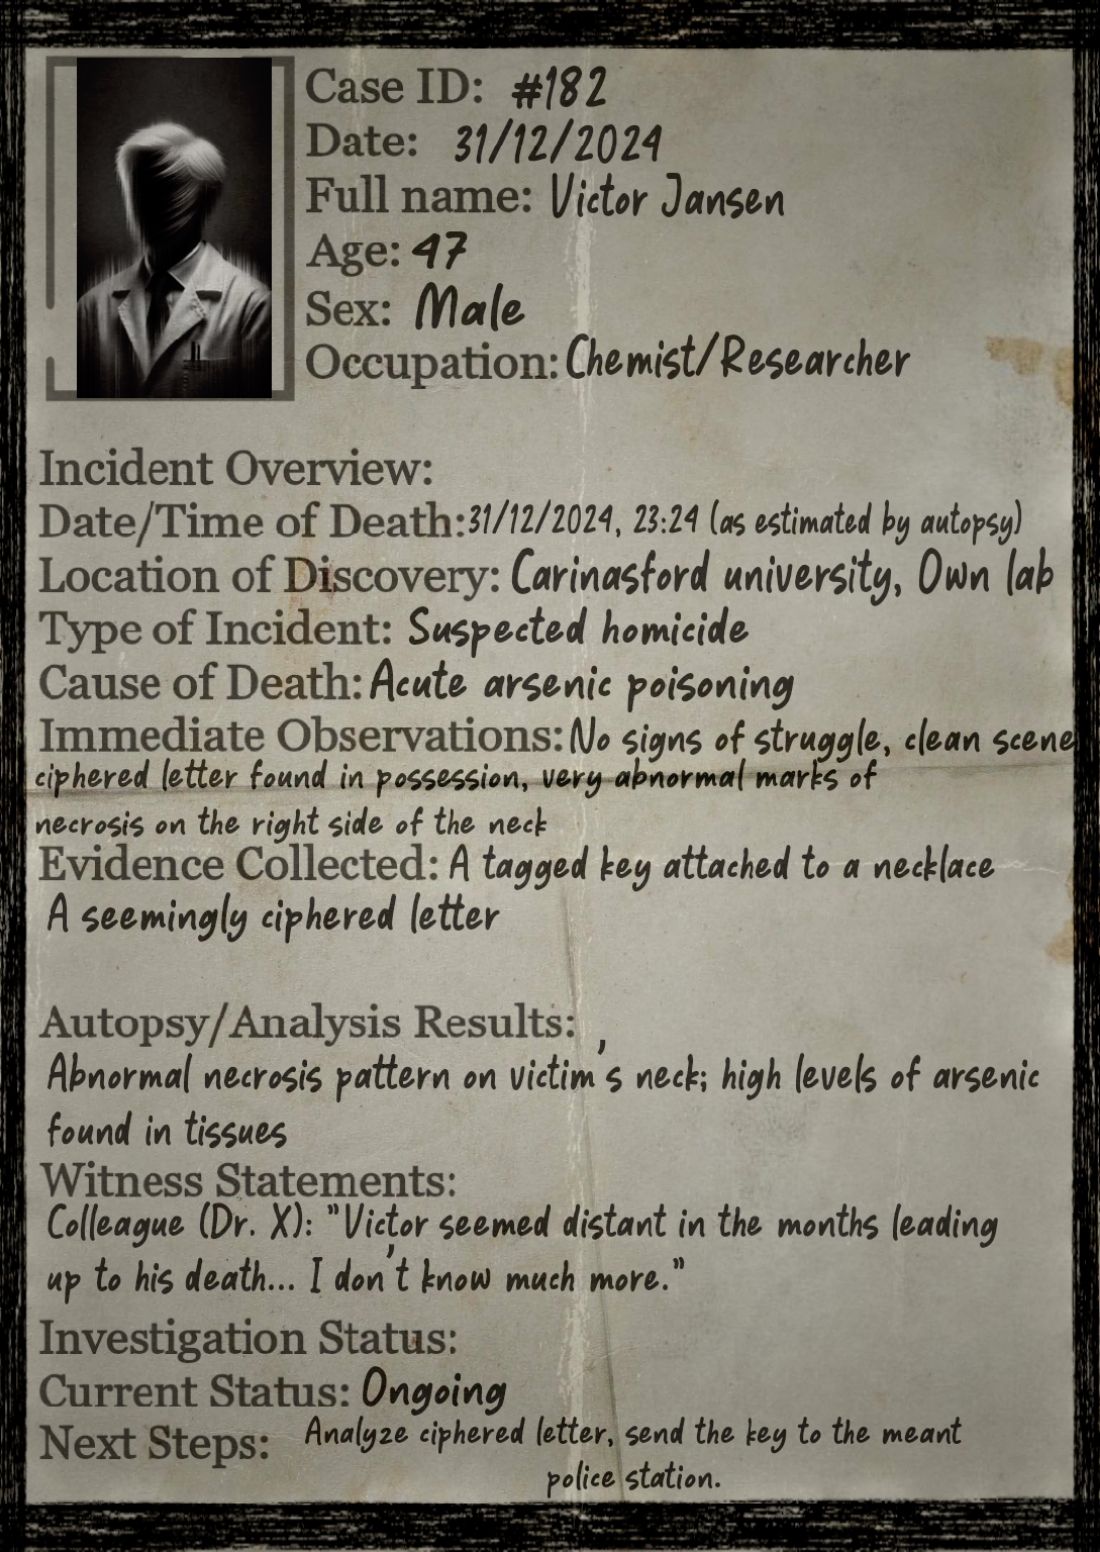 Case ID: #182
Date: 31/12/2024
Full name: Victor Jansen
Age: 47
Sex: Male
Occupation: Chemist/Researcher
Incident Overview:
Date/Time of Death: 31/12/2024, 23:24 (as estimated by autopsy)
Location of Discovery: Carinasford university, Own lab
Type of Incident: Suspected homicide
Cause of Death: Acute arsenic poisoning
Immediate Observations: No signs of struggle, clean scene
ciphered letter found in possession, very abnormal marks of
necrosis on the right side of the neck
Evidence Collected: A tagged key attached to a necklace
A seemingly ciphered letter
Autopsy/Analysis Results:
Abnormal necrosis pattern on victim's neck; high levels of arsenic
found in tissues
Witness Statements:
Colleague (Dr. X): "Victor seemed distant in the months leading
up to his death... I don't know much more."
Investigation Status:
Current Status: Ongoing
Next Steps: Analyze ciphered letter, send the key to the meant
police station.